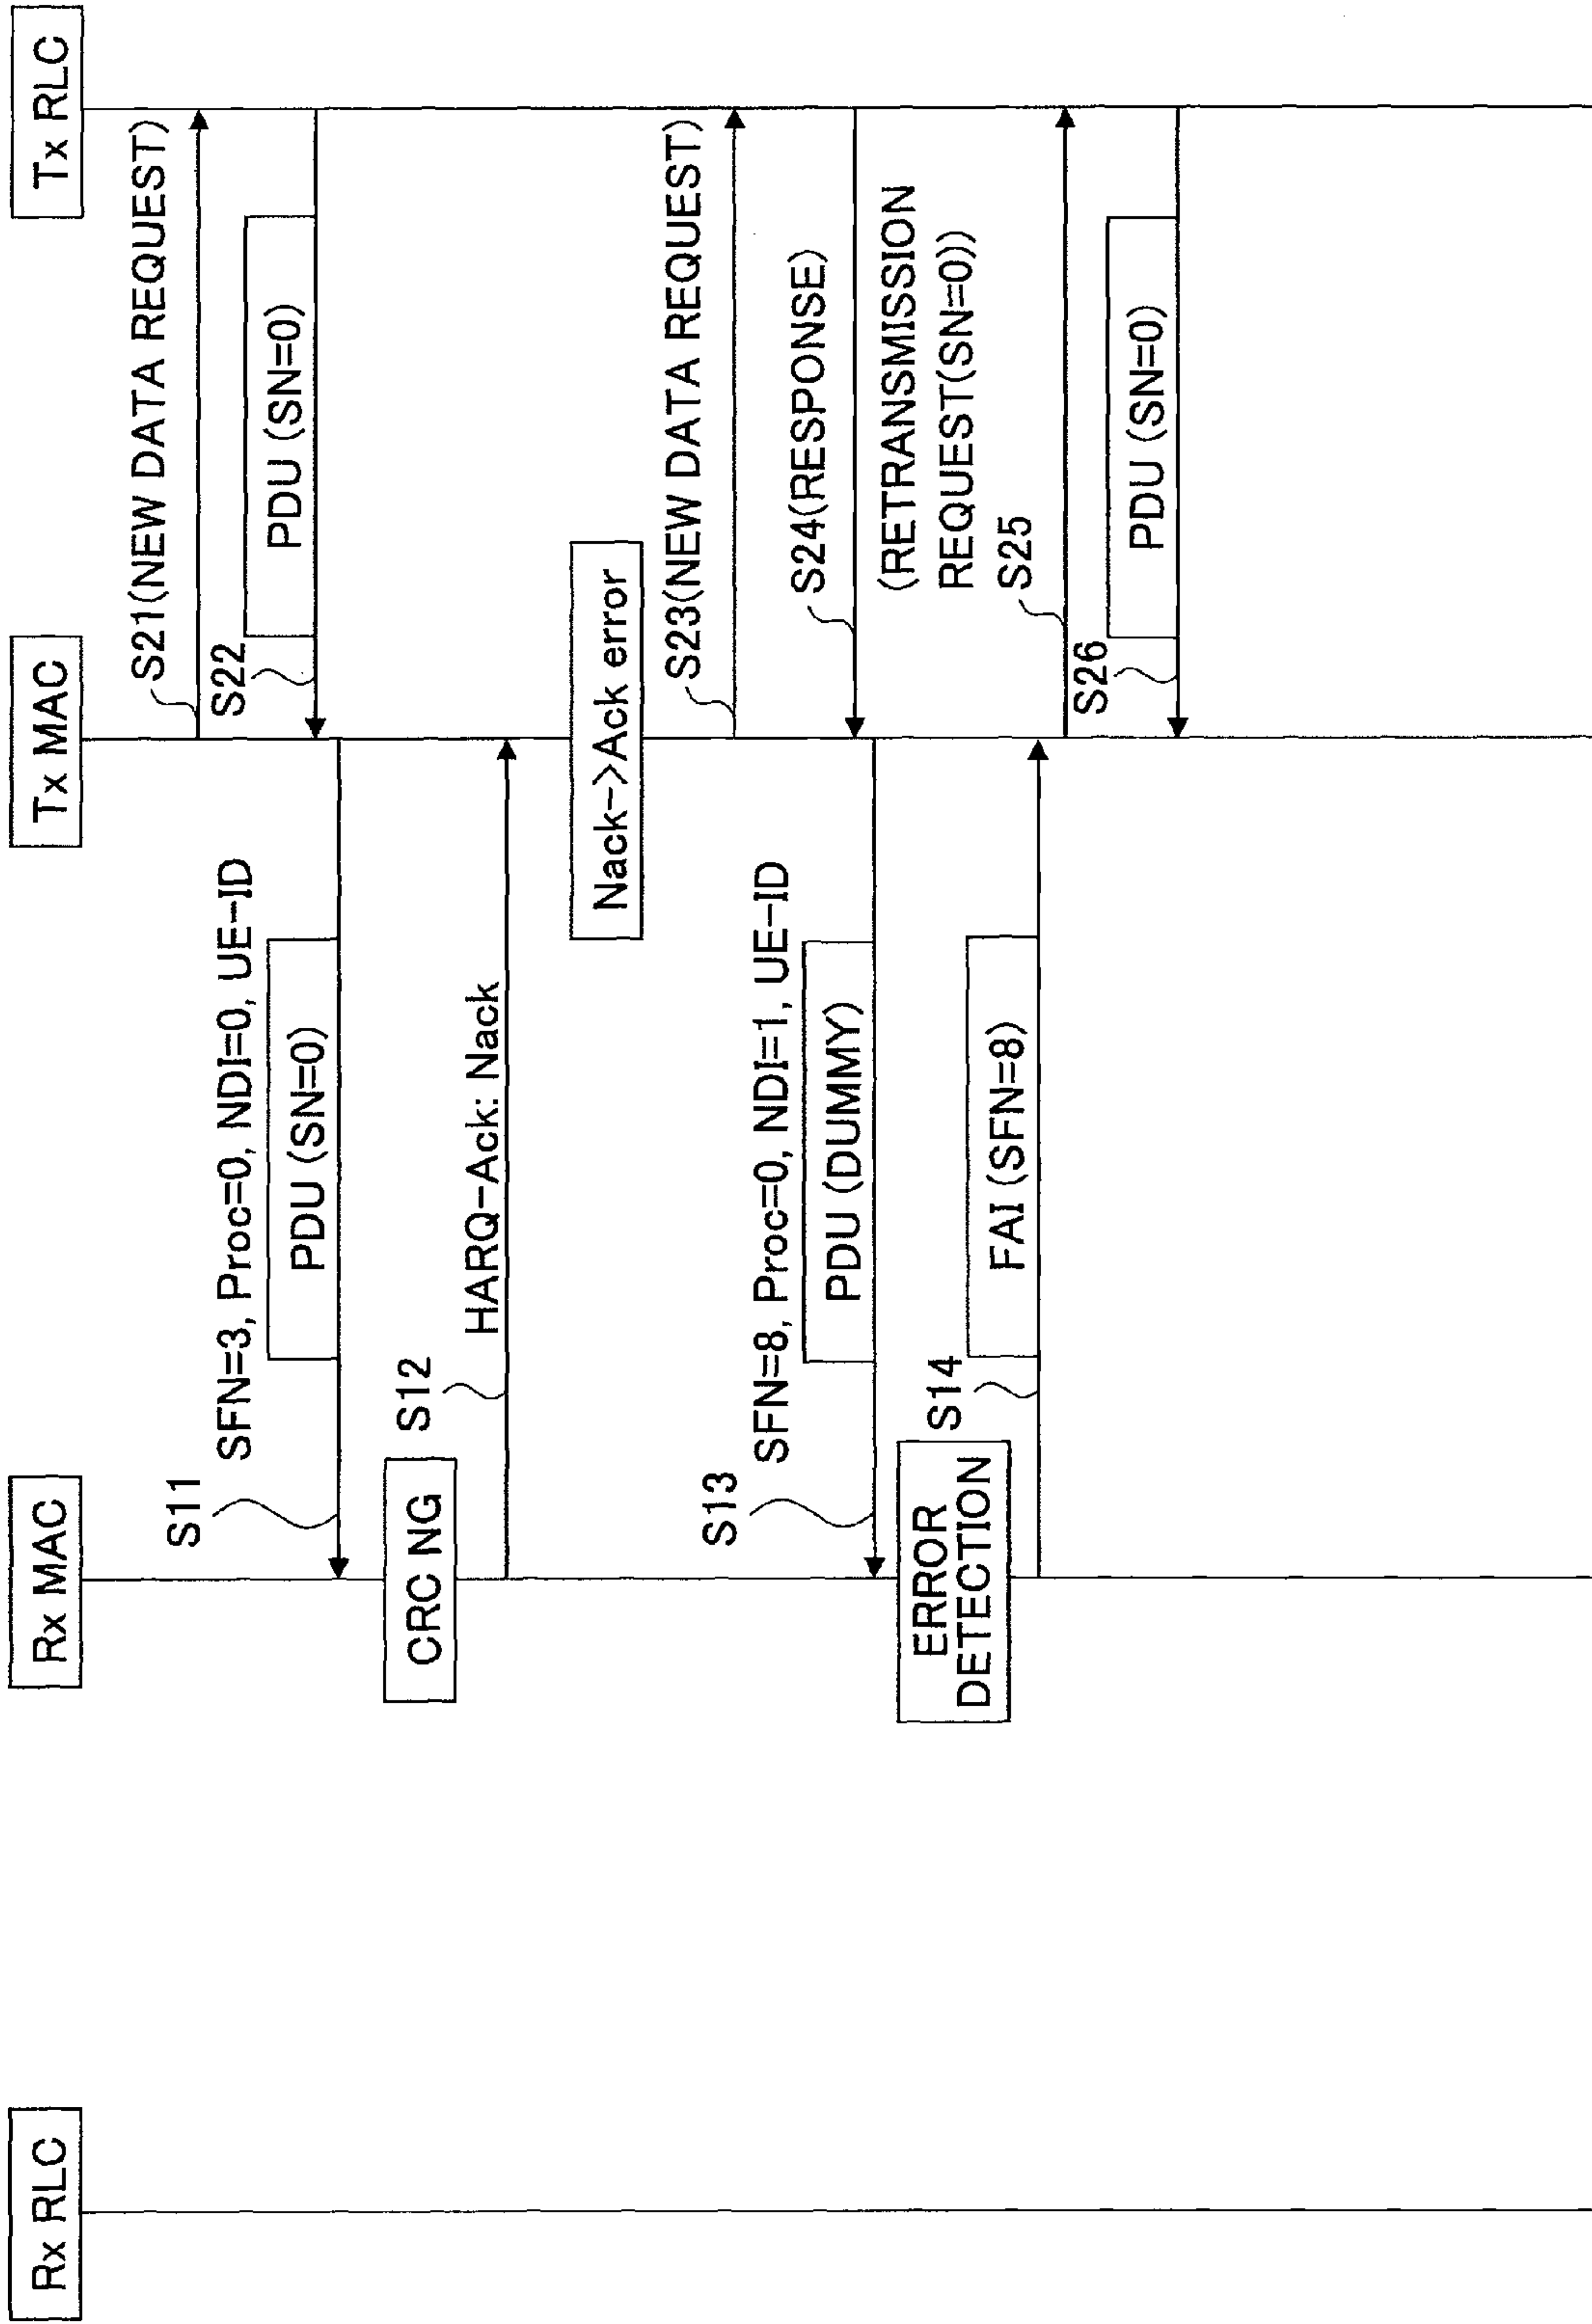 Rx RLC
Rx MAC
Tx MAC
Tx RLC
S21(NEW DATA REQUEST)
S22
PDU (SN=0)
S11
SFN=3, Proc=0, NDI=0, UE-ID
PDU (SN=0)
CRC NG
S12
HARQ-Ack: Nack
Nack->Ack error
S23(NEW DATA REQUEST)
S24(RESPONSE)
S13
SFN=8, Proc=0, NDI=1, UE-ID
PDU (DUMMY)
(RETRANSMISSION
REQUEST(SN=0))
ERROR
DETECTION
S14
FAI (SFN=8)
S25
S26
PDU (SN=0)